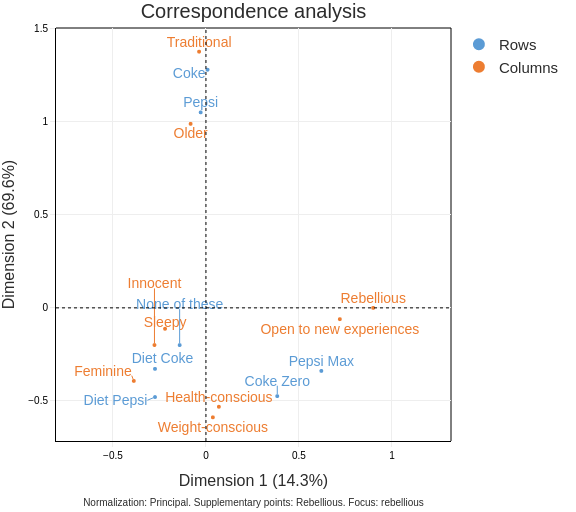 Correspondence analysis
Rows
Columns
Dimension 2 (69.6%)
1.5
1
0.5
0
−0.5
Traditional
Coke
Pepsi
Older
Innocent
None of these
Sleepy
Rebellious
Open to new experiences
Diet Coke
Pepsi Max
Feminine
Coke Zero
Diet Pepsi
Health-conscious
Weight-conscious
−0.5
0
0.5
1
Dimension 1 (14.3%)
Normalization: Principal. Supplementary points: Rebellious. Focus: rebellious